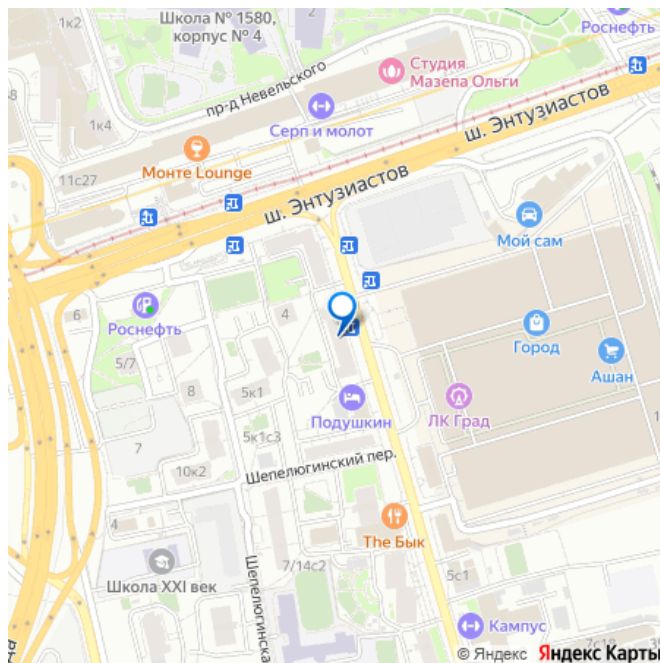 1к2
Школа № 1580,
корпус № 4
Роснефть
Студия
Мазепа Ольги
пр-д Невельского
1к4
Серп и молот
ш. Энтузиастов
Монте Lounge
11с27
ш. Энтузиастов
Мой сам
6
Роснефть
4
Город
5/7
Ашан
8
5к1
Подушкин
ЛК Град
7
5к1с3
10к2
Шепелюгинский пер.
4
The Бык
Школа XXI век
7/14с2
5с1
Шепелюгинска
Кампус
7с18
© Яндекс
Яндекс Карты